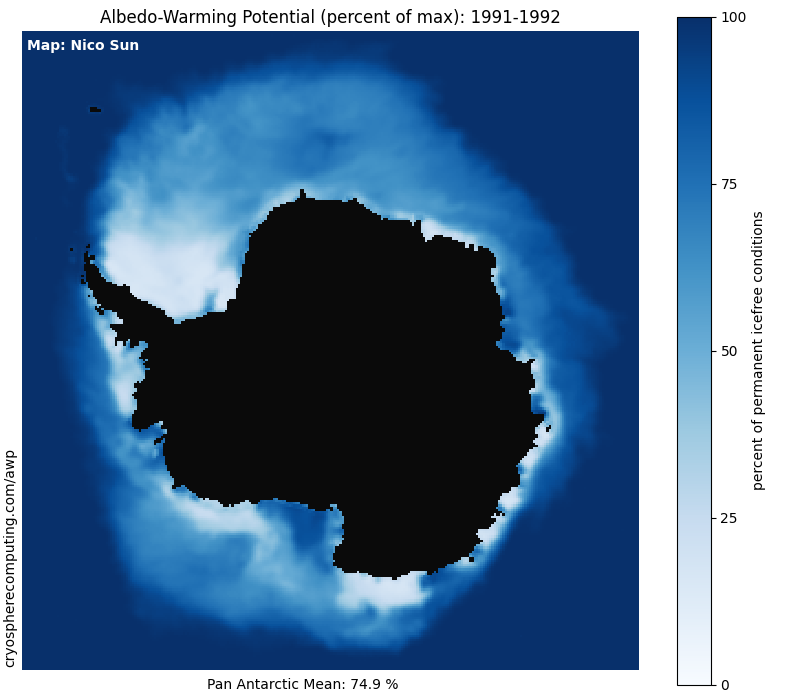 Albedo-Warming Potential (percent of max): 1991-1992
Map: Nico Sun
100
75
50
25
0
percent of permanent icefree conditions
cryospherecomputing.com/awp
Pan Antarctic Mean: 74.9 %